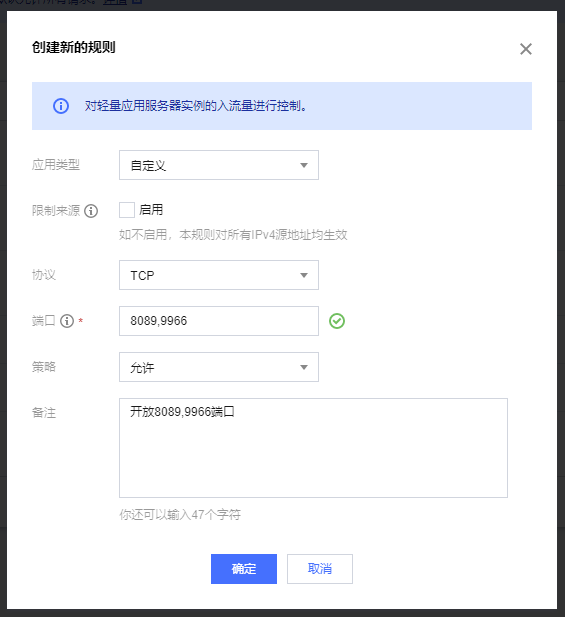 创建新的规则
对轻量应用服务器实例的入流量进行控制。
应用类型
自定义
限制来源
启用
如不启用，本规则对所有IPv4源地址均生效
协议
TCP
端口 *
8089,9966
策略
允许
备注
开放8089,9966端口
你还可以输入47个字符
确定
取消